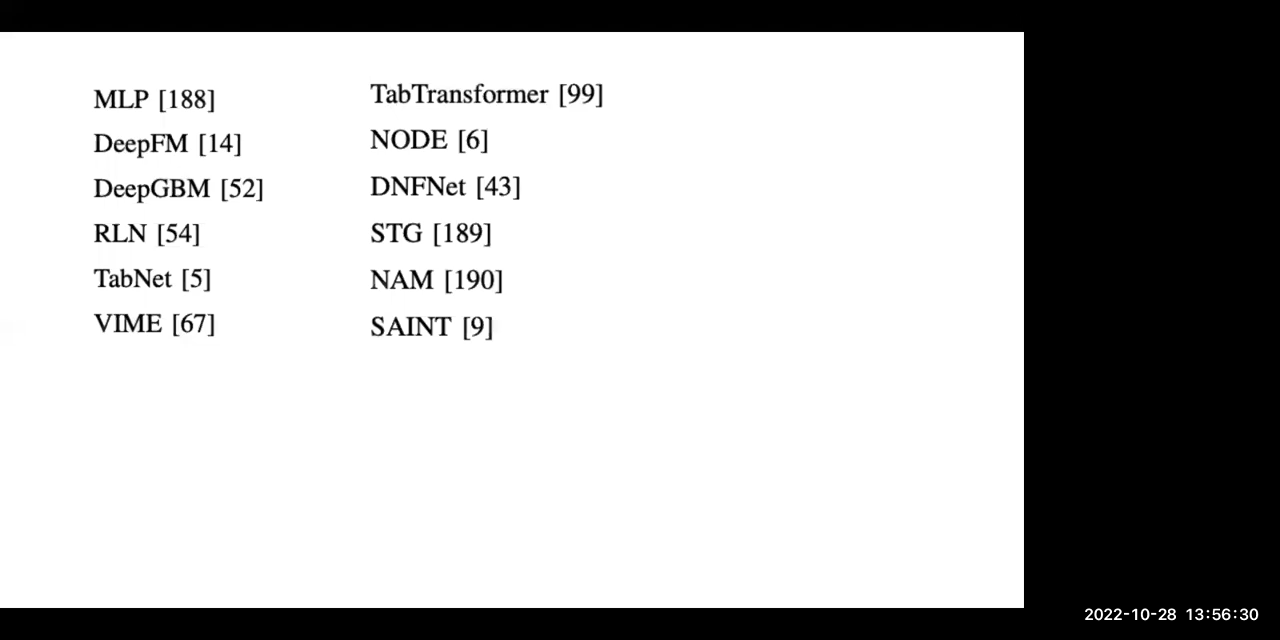 MLP [188]
DeepFM [14]
DeepGBM [52]
RLN [54]
TabNet [5]
VIME [67]
TabTransformer [99]
NODE [6]
DNFNet [43]
STG [189]
NAM [190]
SAINT [9]
2022-10-28 13:56:30